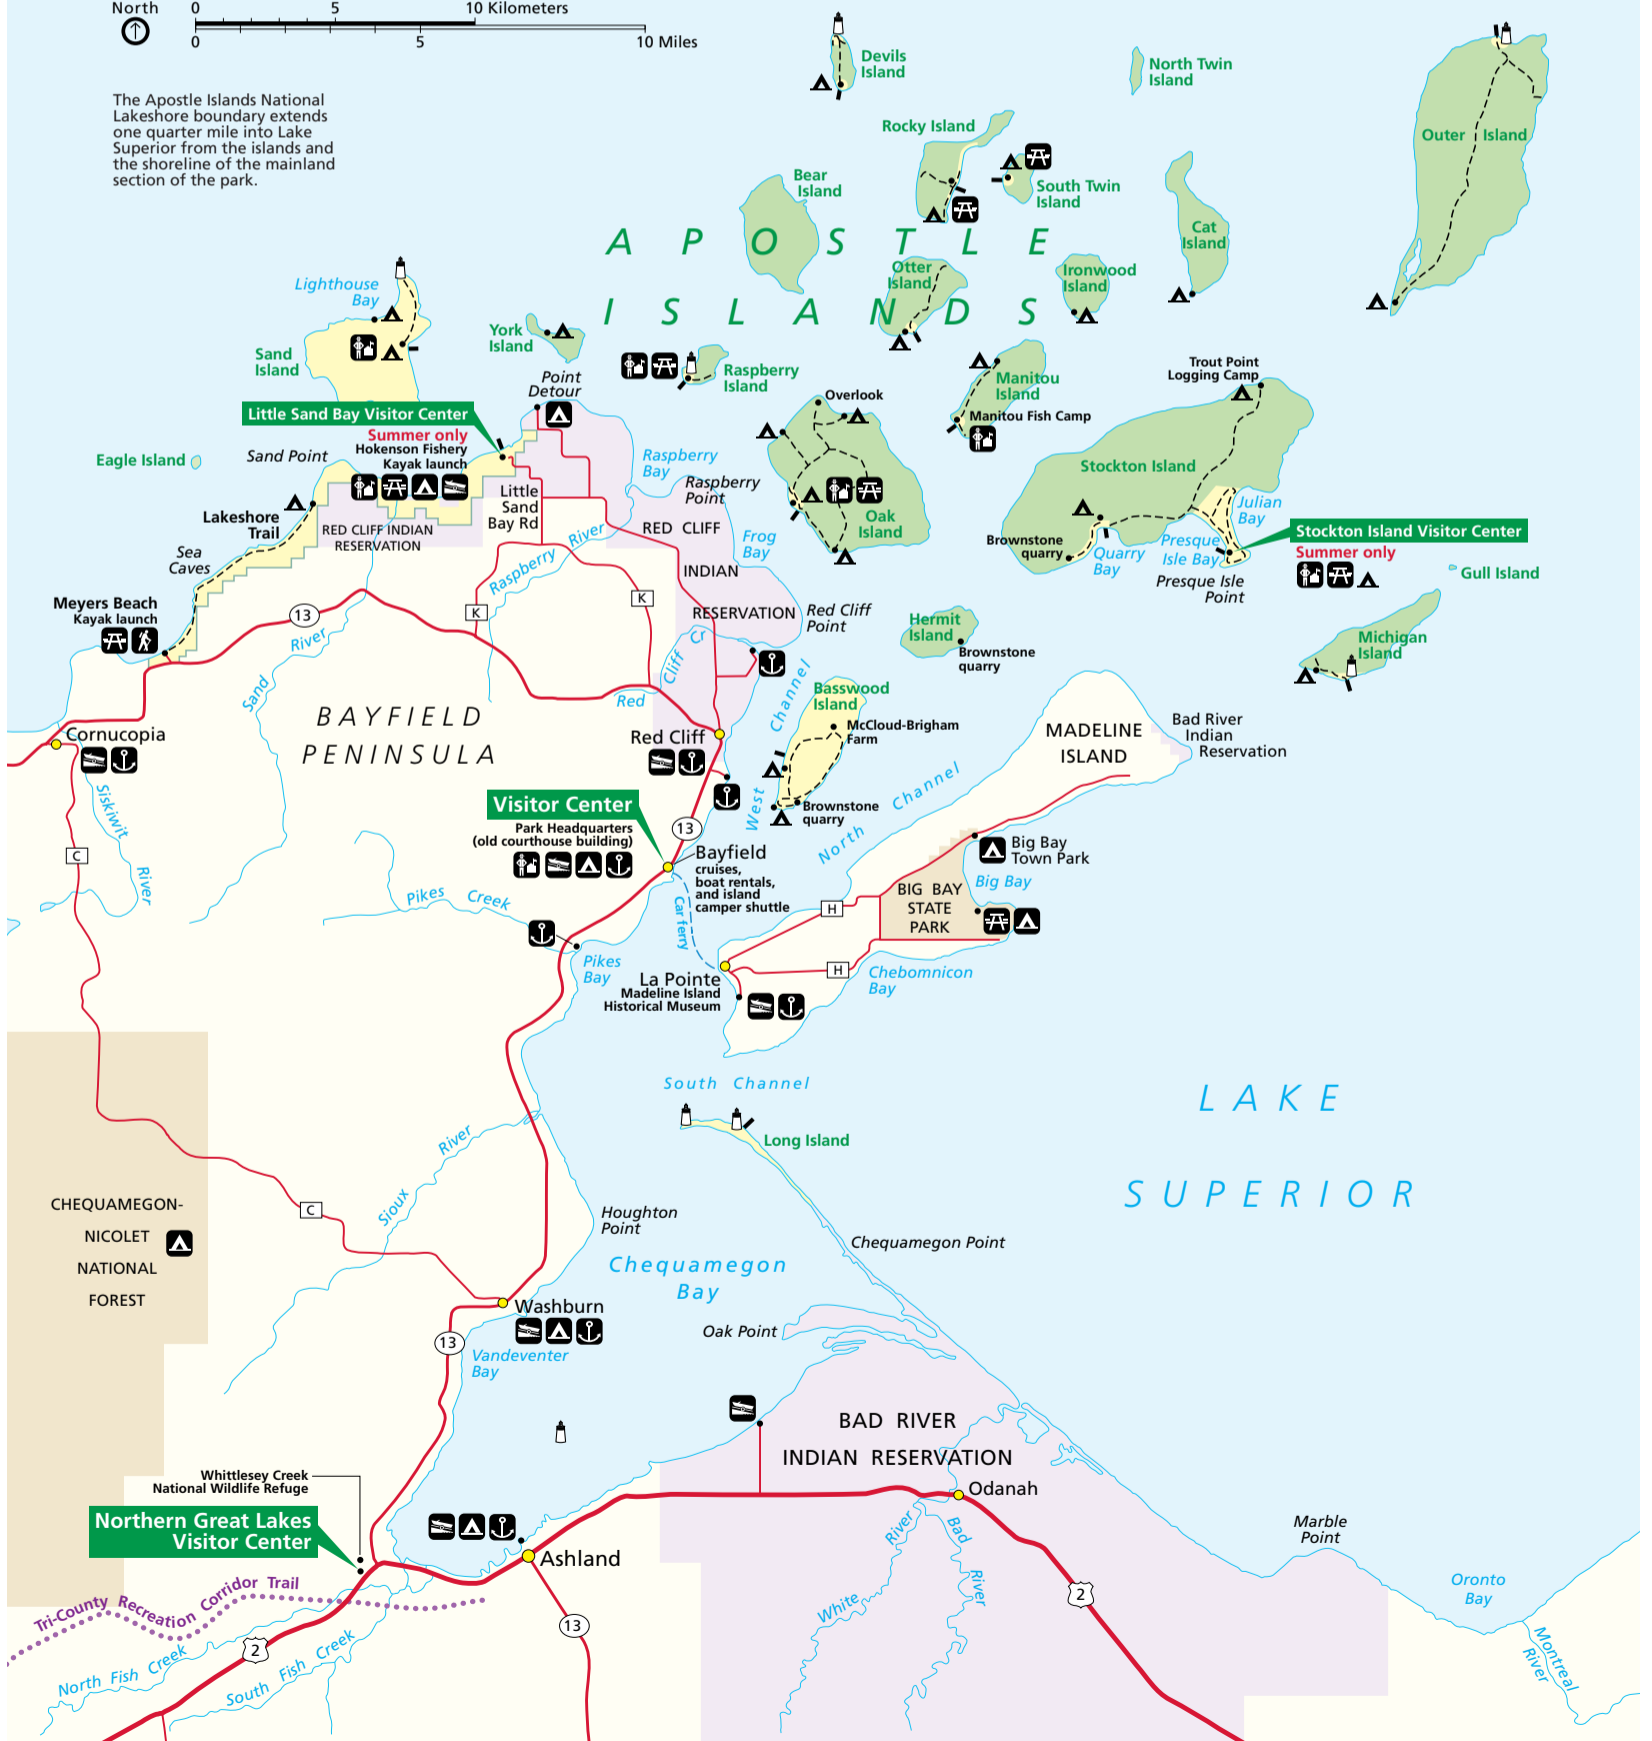 North
0 5 10 Kilometers
0 5 10 Miles
The Apostle Islands National
Lakeshore boundary extends
one quarter mile into Lake
Superior from the islands and
the shoreline of the mainland
section of the park.
Devils
Island
North Twin
Island
Outer Island
Rocky Island
South Twin
Island
Bear
Island
Cat
Island
APOSTLE
ISLANDS
Otter
Island
Ironwood
Island
Lighthouse
Bay
Sand
Island
York
Island
Raspberry
Island
Manitou
Island
Manitou Fish Camp
Trout Point
Logging Camp
Point
Detour
Overlook
Little Sand Bay Visitor Center
Summer only
Hokenson Fishery
Kayak launch
Eagle Island
Sand Point
Raspberry
Bay
Raspberry
Point
Stockton Island
Julian
Bay
Stockton Island Visitor Center
Summer only
Little
Sand
Bay Rd
Oak
Island
Lakeshore
Trail
RED CLIFF INDIAN
RESERVATION
RED CLIFF
INDIAN
RESERVATION
Raspberry River
Frog
Bay
Brownstone
quarry
Quarry
Bay
Presque
Isle Bay
Presque Isle
Point
Gull Island
Sea
Caves
Meyers Beach
Kayak launch
13
K
K
Red Cliff
Point
Hermit
Island
Brownstone
quarry
Michigan
Island
Sand River
Red Cliff Cr
West Channel
Basswood
Island
McCloud-Brigham
Farm
Brownstone
quarry
BAYFIELD
PENINSULA
Cornucopia
Red Cliff
MADELINE
ISLAND
Bad River
Indian
Reservation
North Channel
Siskiwit River
Visitor Center
Park Headquarters
(old courthouse building)
13
C
Bayfield
cruises,
boat rentals,
and island
camper shuttle
Car ferry
Big Bay
Town Park
Big Bay
BIG BAY
STATE
PARK
H
H
Pikes Creek
Pikes
Bay
La Pointe
Madeline Island
Historical Museum
Chebomnicon
Bay
South Channel
Long Island
LAKE
SUPERIOR
Sioux River
C
CHEQUAMEGON-
NICOLET
NATIONAL
FOREST
Houghton
Point
Chequamegon
Bay
Chequamegon Point
Washburn
13
Vandeventer
Bay
Oak Point
BAD RIVER
INDIAN RESERVATION
Odanah
Whittlesey Creek
National Wildlife Refuge
Northern Great Lakes
Visitor Center
Ashland
White River
Bad River
Marble
Point
Oronto
Bay
Montreal
River
2
Tri-County Recreation Corridor Trail
2
13
North Fish Creek
South Fish Creek